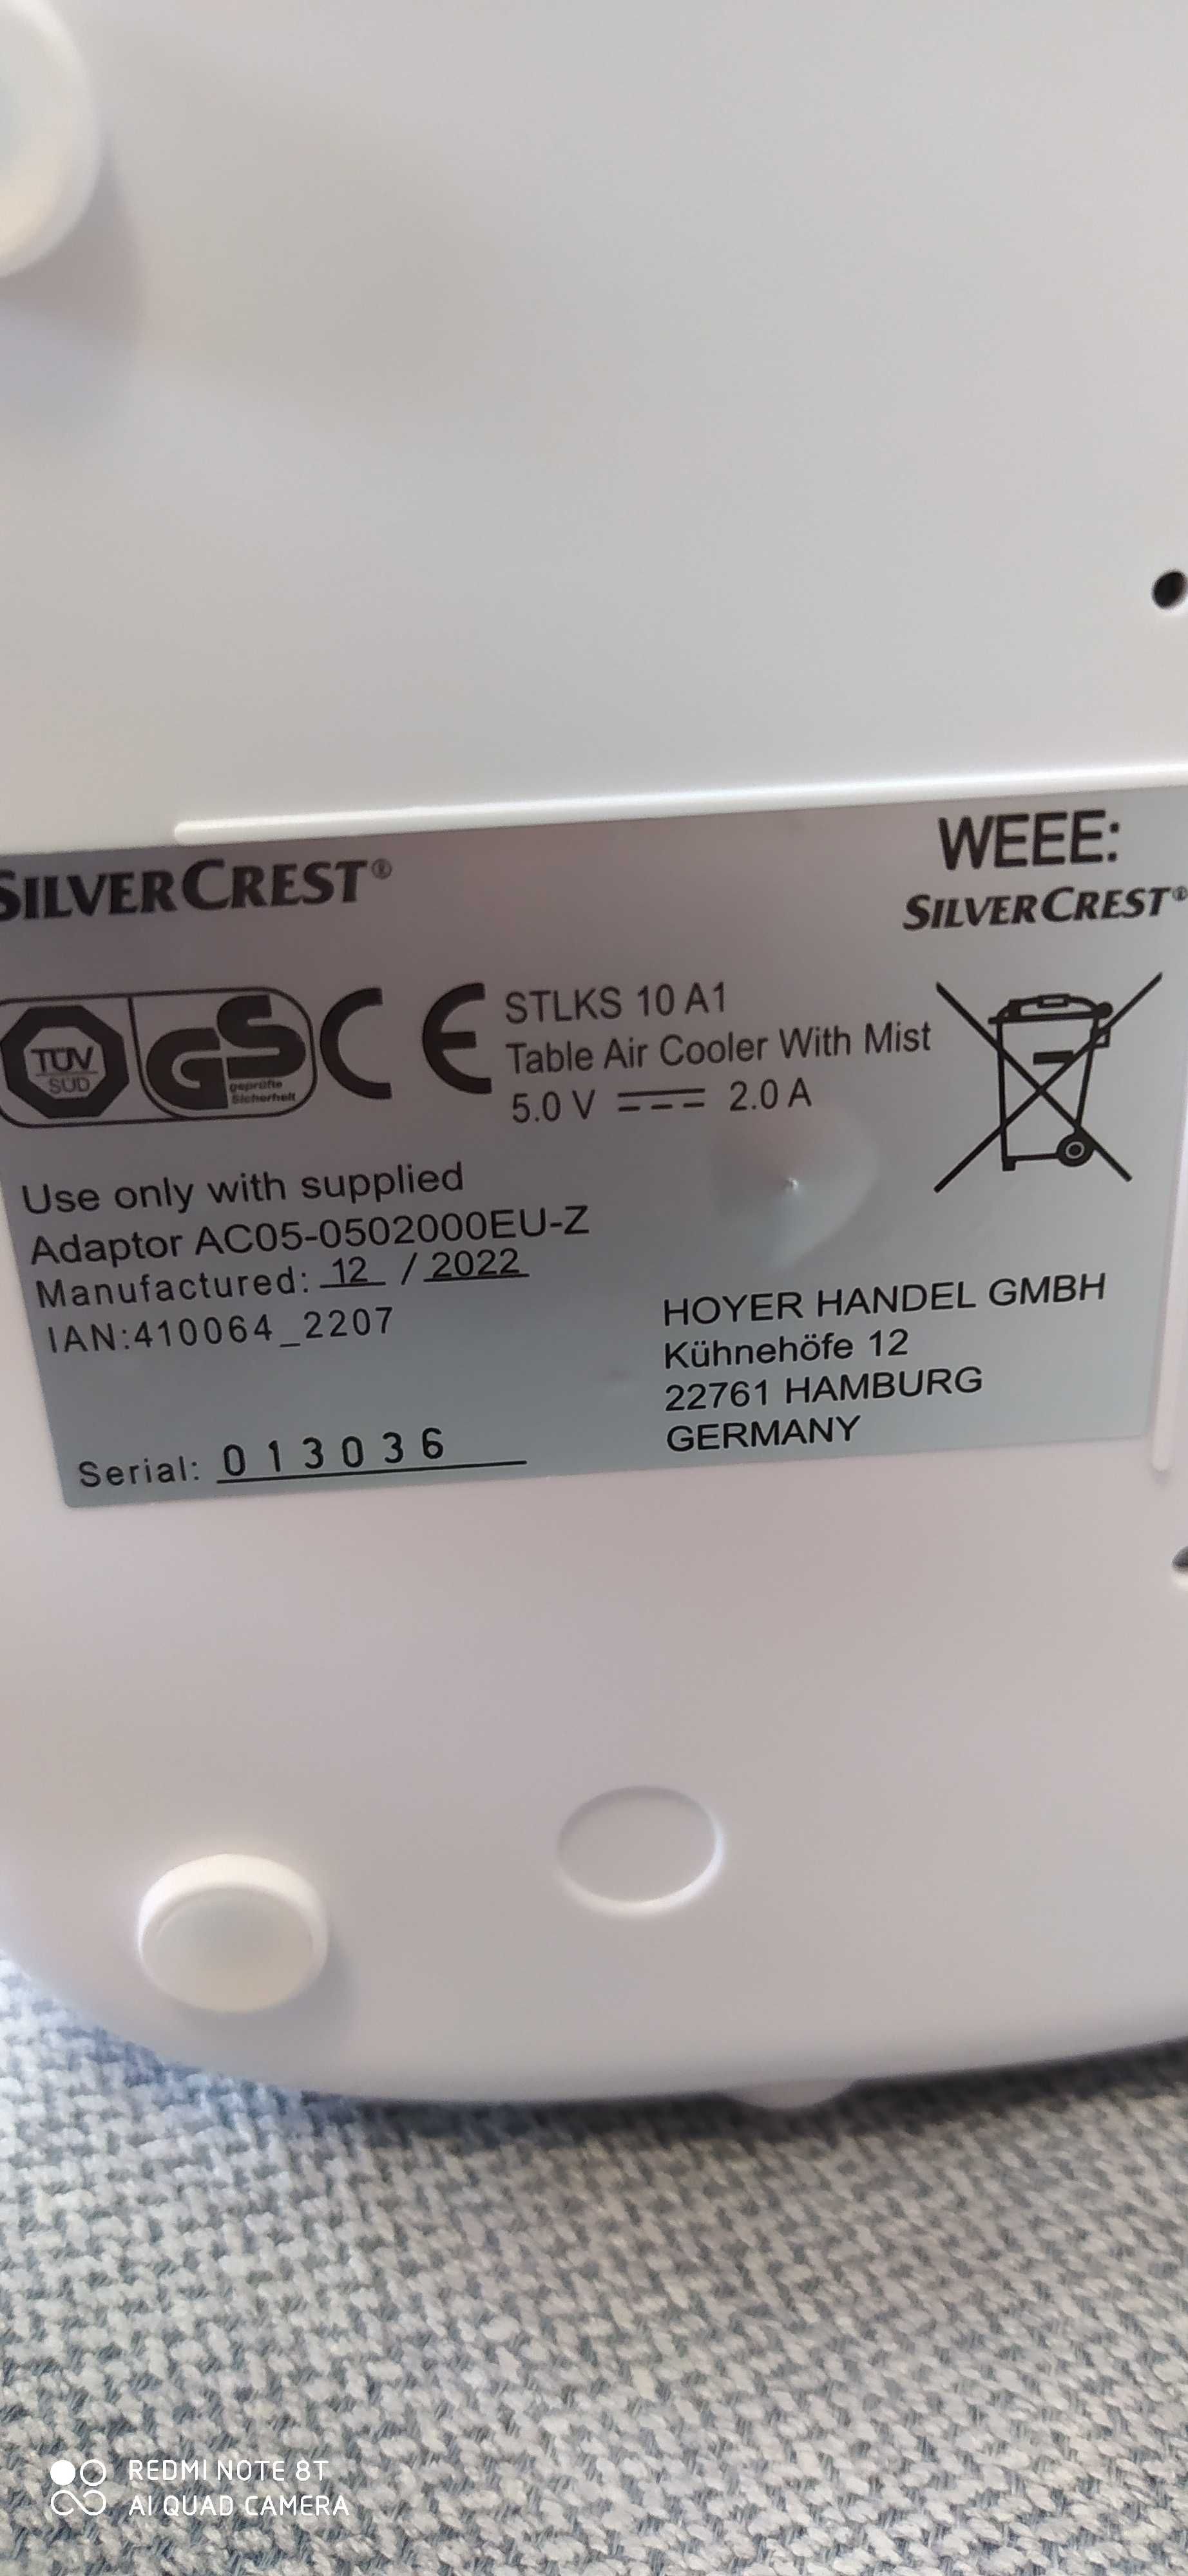 SILVERCREST®
WEEE:
SILVERCREST®
TÜV
SÜD
GS
geprüfte
Sicherheit
CE
STLKS 10 A1
Table Air Cooler With Mist
5.0 V ⎓ 2.0 A
Use only with supplied
Adaptor AC05-0502000EU-Z
Manufactured: 12 / 2022
IAN:410064_2207
Serial: 013036
HOYER HANDEL GMBH
Kühnehöfe 12
22761 HAMBURG
GERMANY
REDMI NOTE 8T
AI QUAD CAMERA